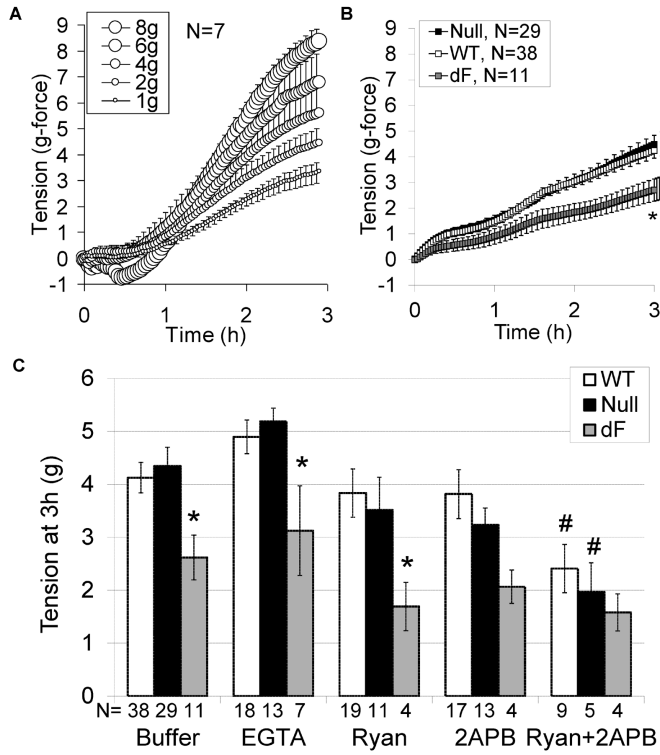 A
8g
6g
4g
2g
1g
N=7
Tension (g-force)
9
8
7
6
5
4
3
2
1
0
-1
0
1
2
3
Time (h)
B
Null, N=29
WT, N=38
dF, N=11
Tension (g-force)
9
8
7
6
5
4
3
2
1
0
-1
*
0
1
2
3
Time (h)
C
WT
Null
dF
Tension at 3h (g)
6
5
4
3
2
1
0
*
*
*
#
#
N= 38 29 11 18 13 7 19 11 4 17 13 4 9 5 4
Buffer EGTA Ryan 2APB Ryan+2APB